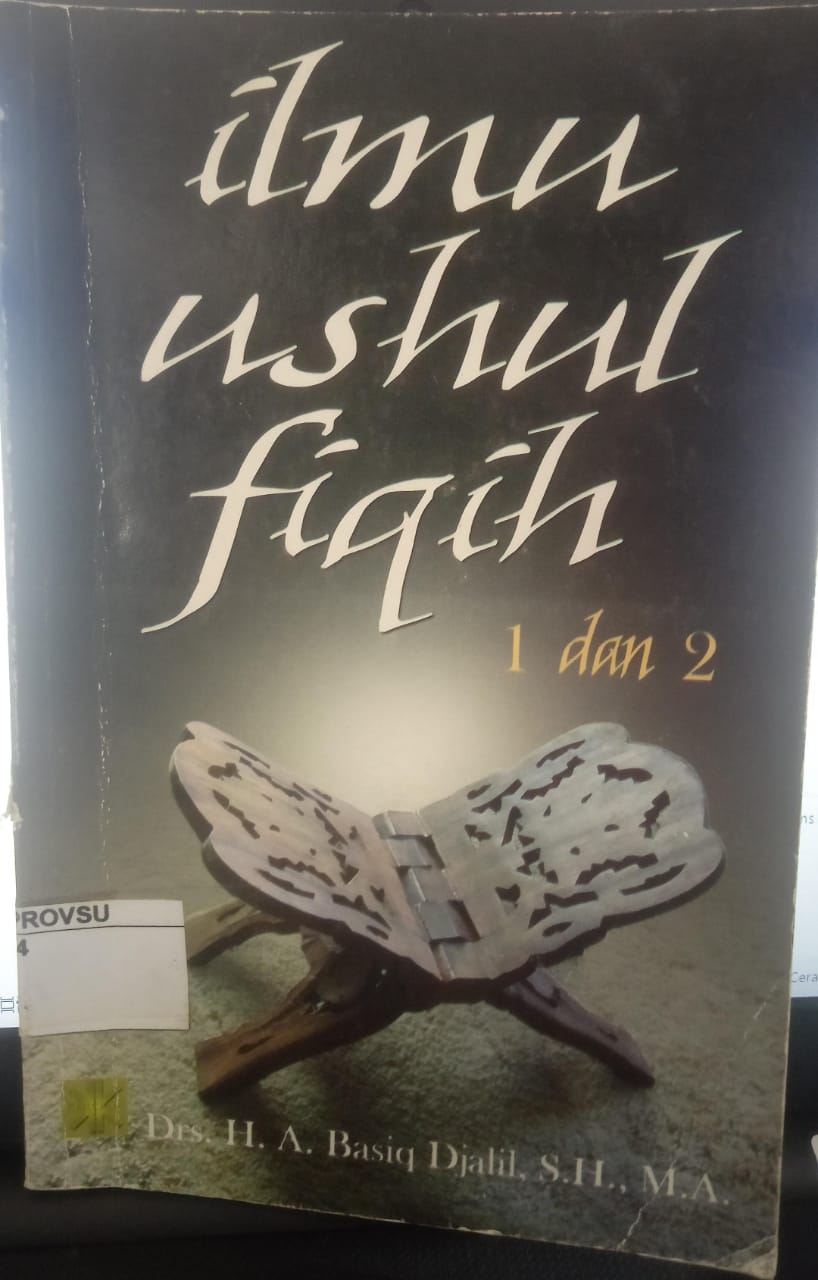 ilmu
ushul
fiqih
1 dan 2
PROVSU
4
Drs. H. A. Basiq Djalil, S.H., M.A.